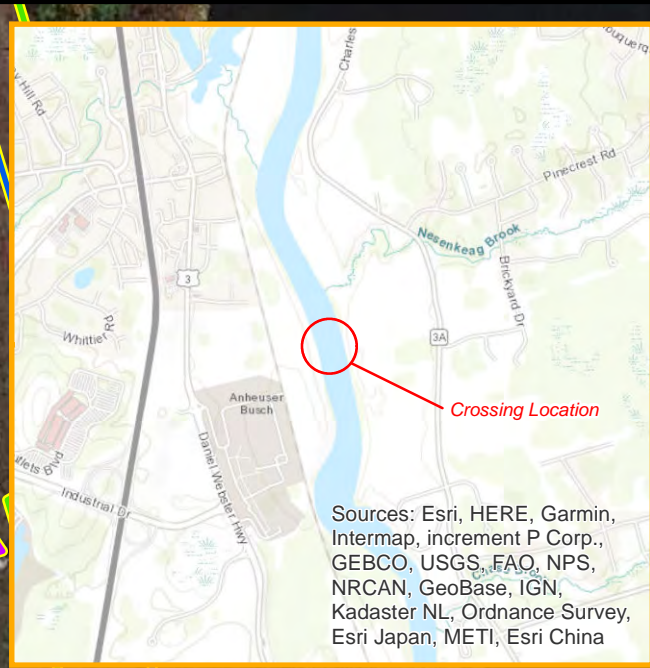 Charles
Pinecrest Rd
Nesenkeag Brook
Brickyard Dr
3
3A
Whittier Rd
Anheuser
Busch
Crossing Location
Daniel Webster Hwy
Industrial Dr
Sources: Esri, HERE, Garmin,
Intermap, increment P Corp.,
GEBCO, USGS, FAO, NPS,
NRCAN, GeoBase, IGN,
Kadaster NL, Ordnance Survey,
Esri Japan, METI, Esri China